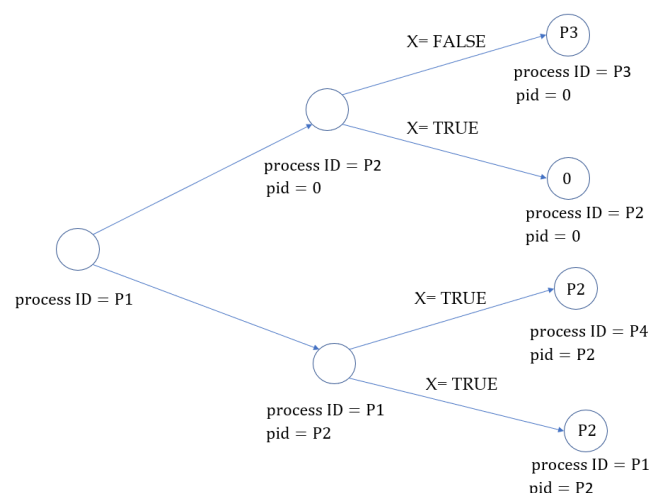 P3
X= FALSE
process ID = P3
pid = 0
X= TRUE
process ID = P2
pid = 0
0
process ID = P2
pid = 0
process ID = P1
X= TRUE
P2
process ID = P4
pid = P2
X= TRUE
process ID = P1
pid = P2
P2
process ID = P1
pid = P2